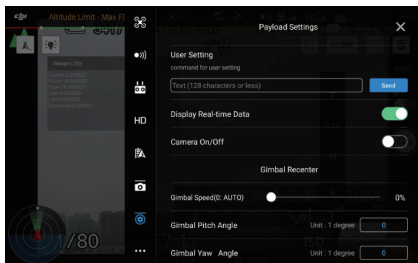 dji
Altitude Limit - Max Fl
Payload Settings
User Setting
command for user setting
Text (128 characters or less)
Send
Display Real-time Data
HD
Camera On/Off
Gimbal Recenter
Gimbal Speed(0: AUTO)
0%
Gimbal Pitch Angle
Unit : 1 degree
0
Gimbal Yaw Angle
Unit : 1 degree
0
1/80